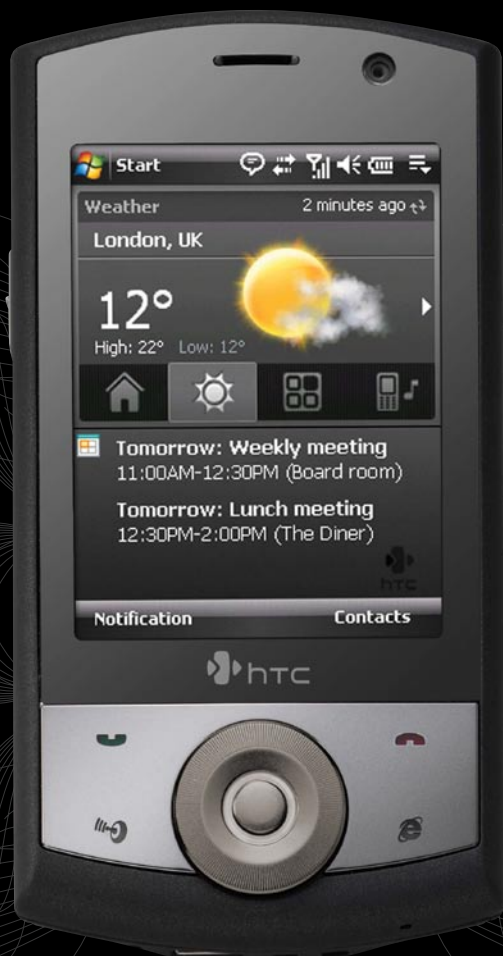 Start
Weather 2 minutes ago
London, UK
12°
High: 22° Low: 12°
Tomorrow: Weekly meeting
11:00AM-12:30PM (Board room)
Tomorrow: Lunch meeting
12:30PM-2:00PM (The Diner)
hTC
Notification Contacts
hTC